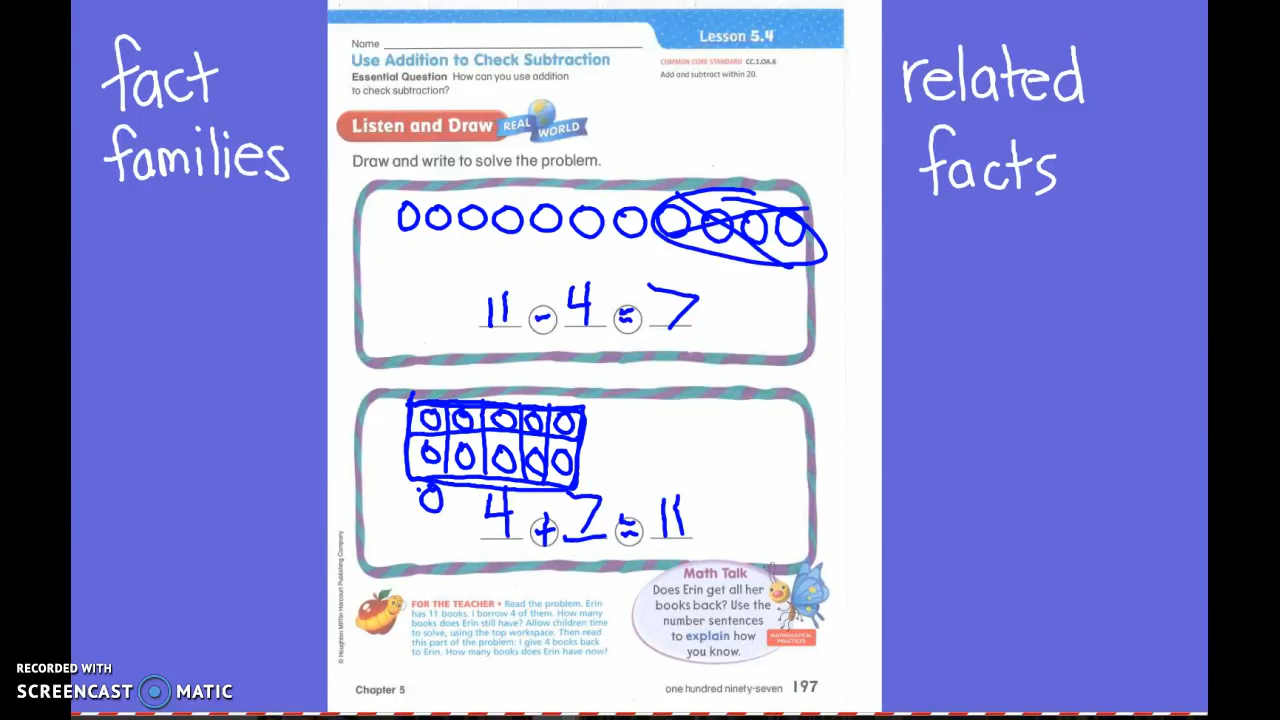 fact
families
related
facts
Lesson 5.4
Name
Use Addition to Check Subtraction
Essential Question How can you use addition
to check subtraction?
COMMON CORE STANDARD CC.1.OA.6
Add and subtract within 20.
Listen and Draw
REAL WORLD
Draw and write to solve the problem.
11 - 4 = 7
4 + 7 = 11
Math Talk
Does Erin get all her
books back? Use the
number sentences
to explain how
you know.
MATHEMATICAL
PRACTICES
FOR THE TEACHER • Read the problem. Erin
has 11 books. I borrow 4 of them. How many
books does Erin still have? Allow children time
to solve, using the top workspace. Then read
this part of the problem: I give 4 books back
to Erin. How many books does Erin have now?
© Houghton Mifflin Harcourt Publishing Company
Chapter 5
one hundred ninety-seven 197
RECORDED WITH
SCREENCAST MATIC